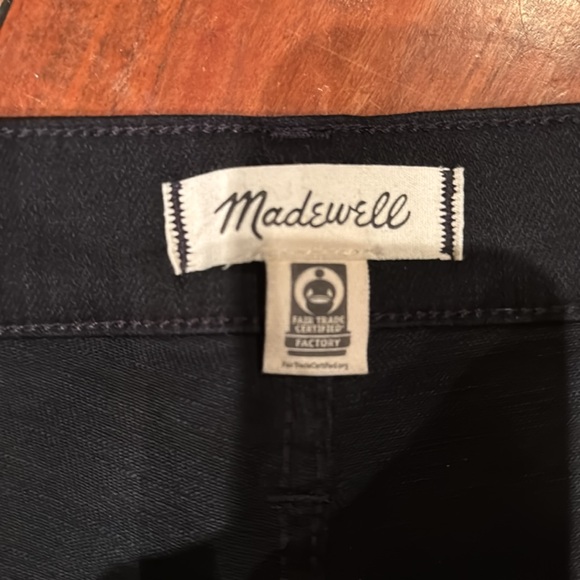 Madewell
FAIR TRADE
CERTIFIED
FACTORY
FairTradeCertified.org